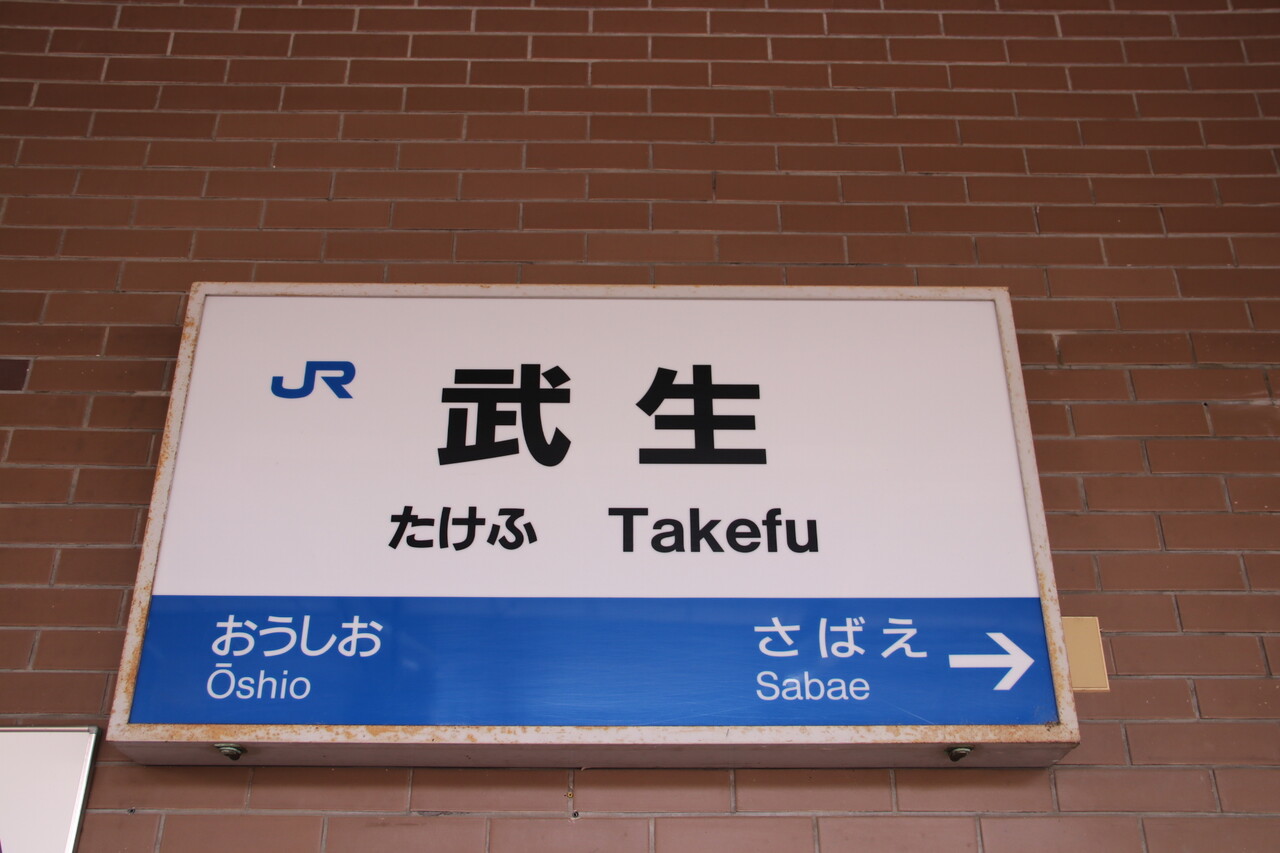 JR 武生
たけふ Takefu
おうしお さばえ →
Ōshio Sabae